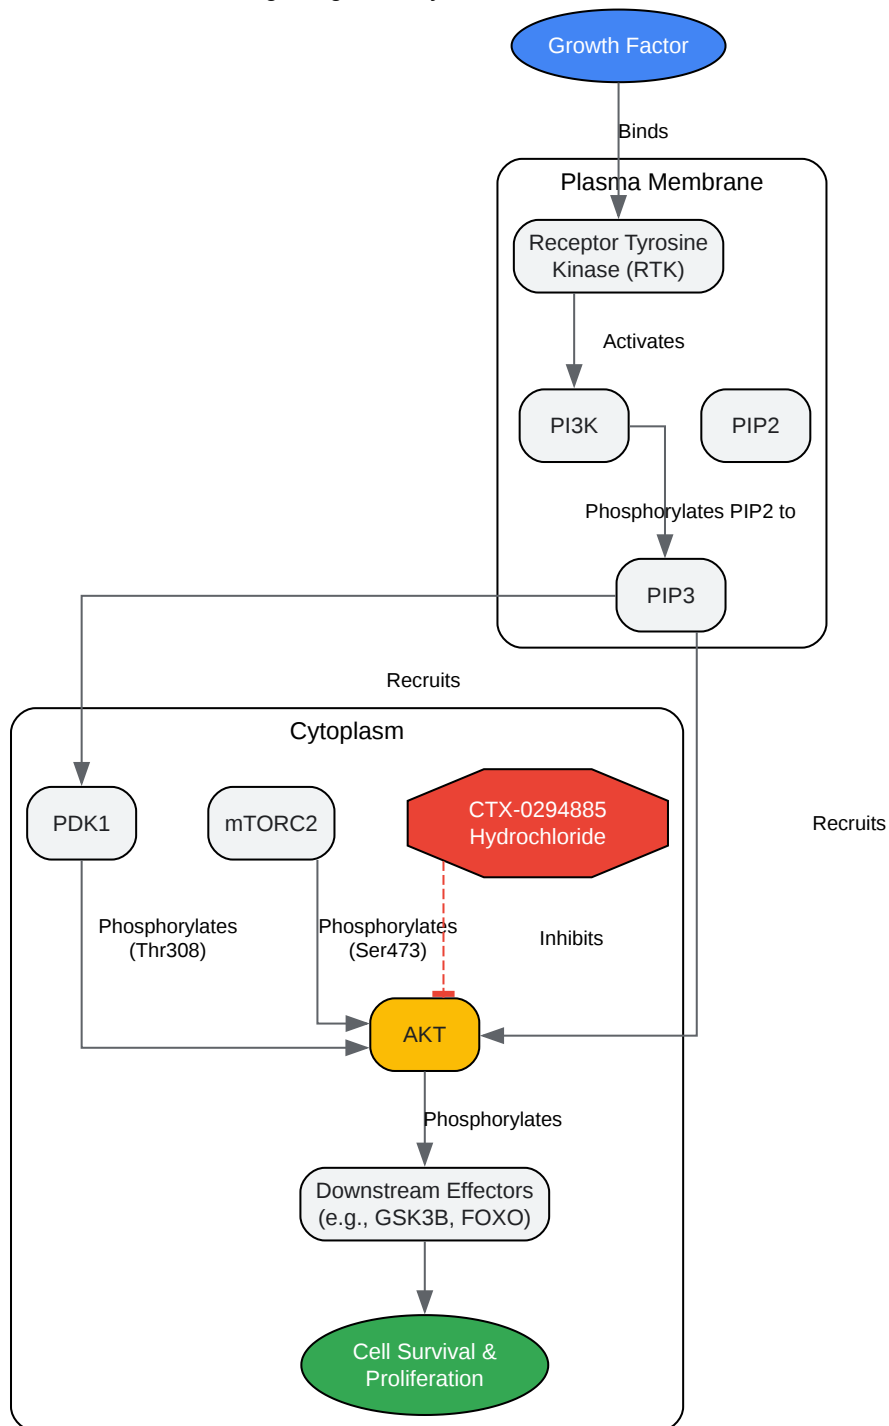 Growth Factor
Binds
Plasma Membrane
Receptor Tyrosine
Kinase (RTK)
Activates
PI3K
PIP2
Phosphorylates PIP2 to
PIP3
Recruits
Cytoplasm
PDK1
mTORC2
CTX-0294885
Hydrochloride
Recruits
Phosphorylates
(Thr308)
Phosphorylates
(Ser473)
Inhibits
AKT
Phosphorylates
Downstream Effectors
(e.g., GSK3B, FOXO)
Cell Survival &
Proliferation